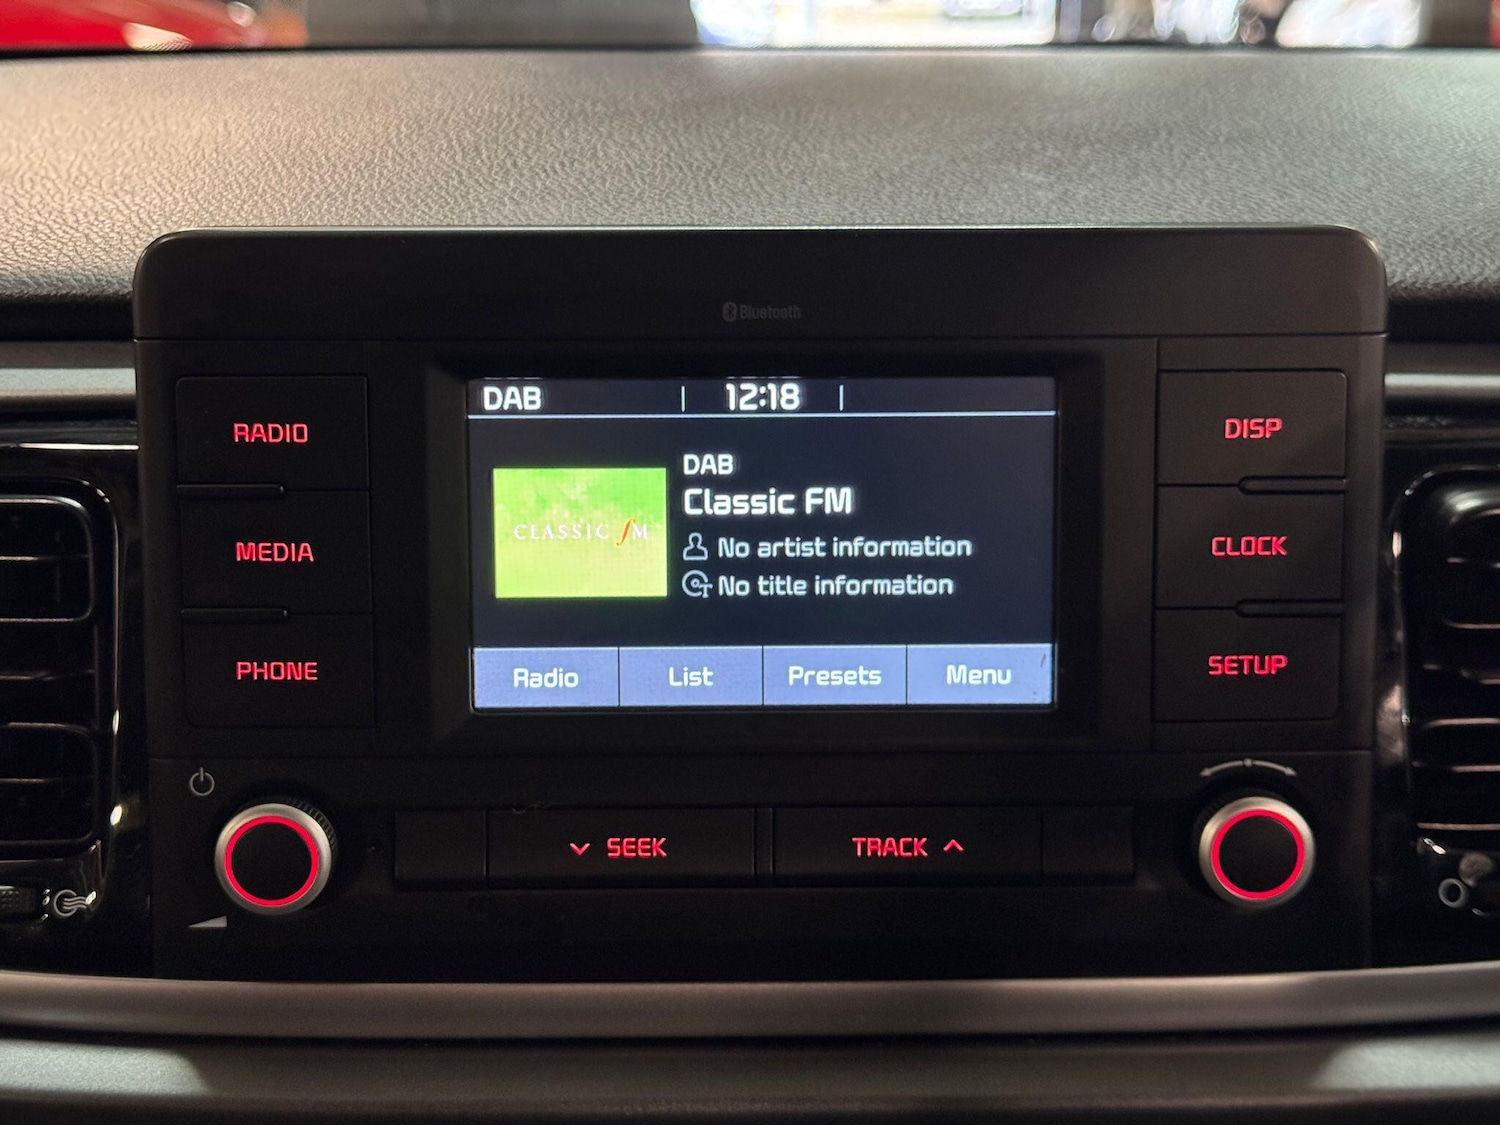 Bluetooth
RADIO
MEDIA
PHONE
DAB
12:18
CLASSIC FM
DAB
Classic FM
No artist information
No title information
Radio
List
Presets
Menu
DISP
CLOCK
SETUP
SEEK
TRACK